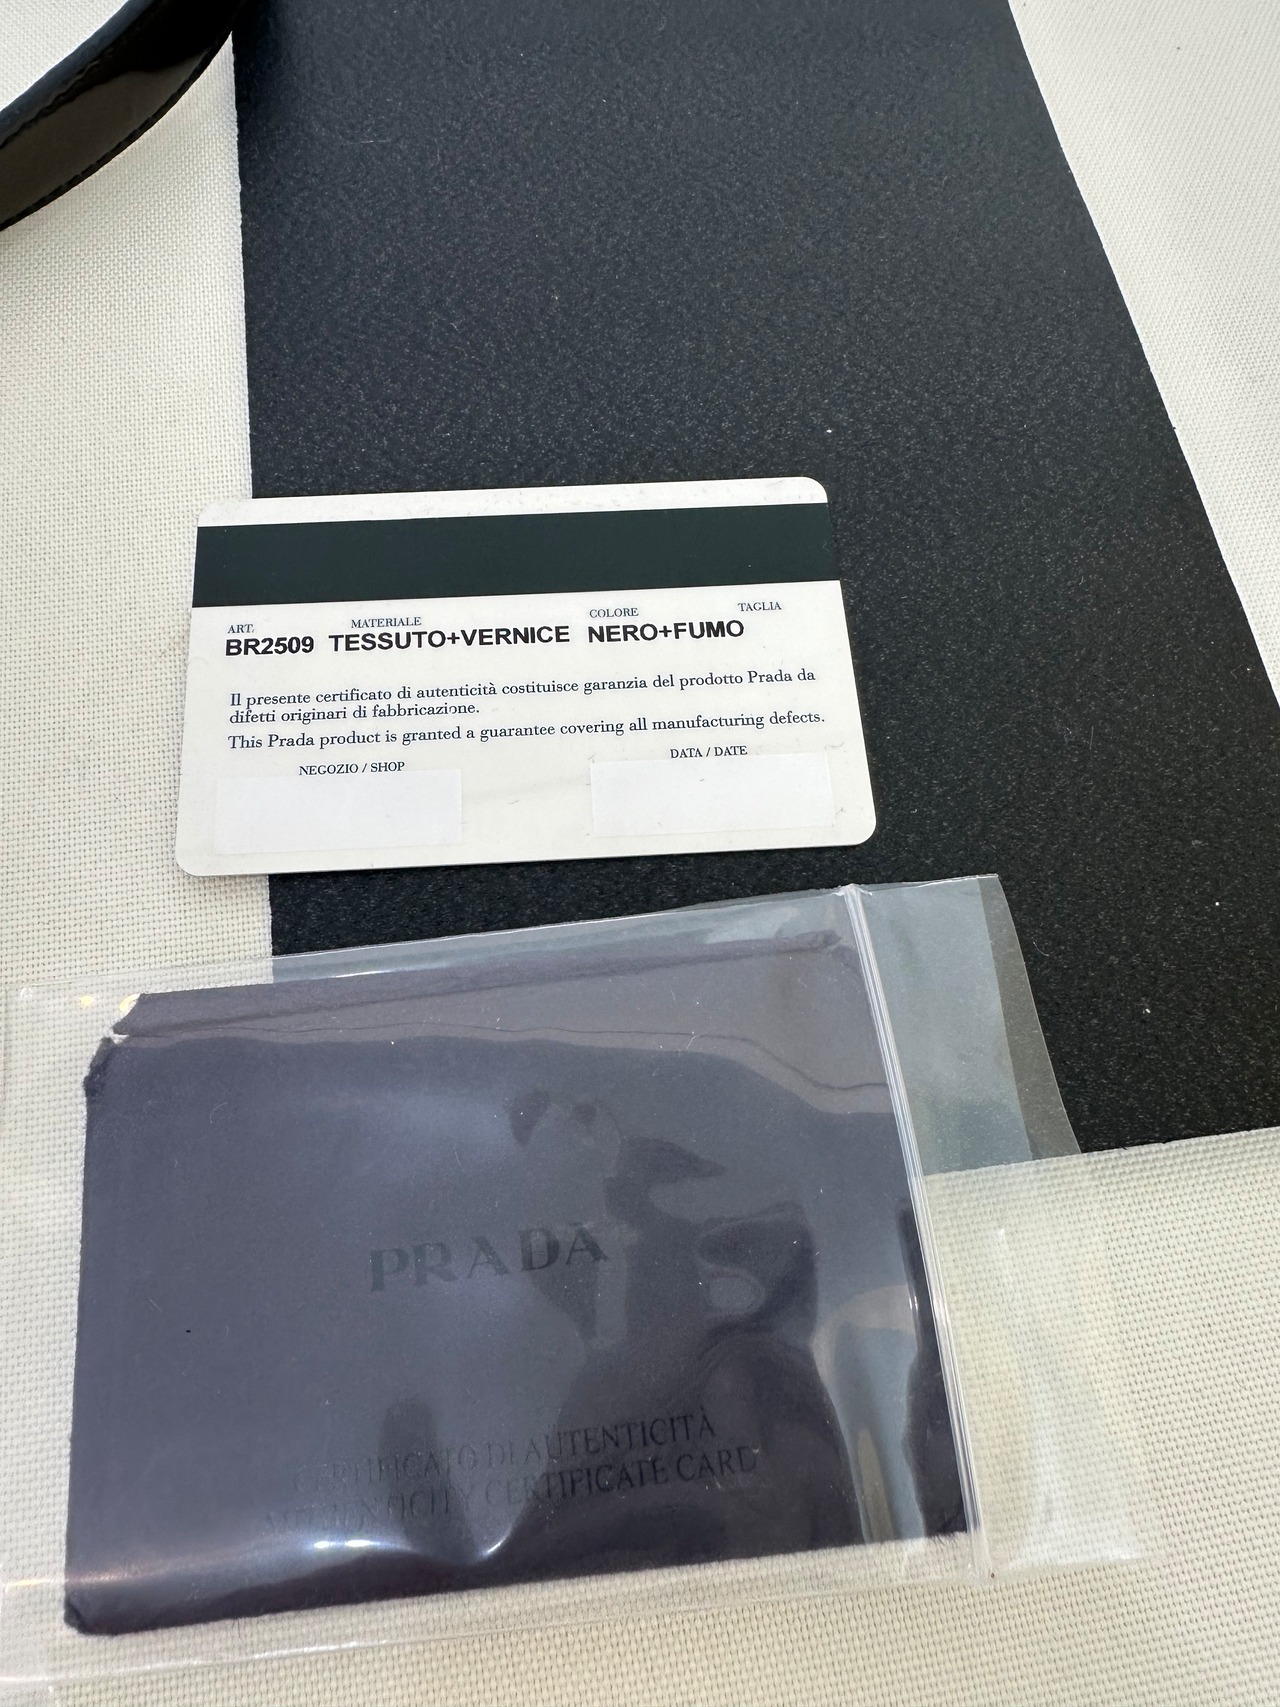 ART. MATERIALE COLORE TAGLIA
BR2509 TESSUTO+VERNICE NERO+FUMO
Il presente certificato di autenticità costituisce garanzia del prodotto Prada da
difetti originari di fabbricazione.
This Prada product is granted a guarantee covering all manufacturing defects.
NEGOZIO / SHOP DATA / DATE
PRADA
CERTIFICATO DI AUTENTICITÀ
AUTHENTICITY CERTIFICATE CARD